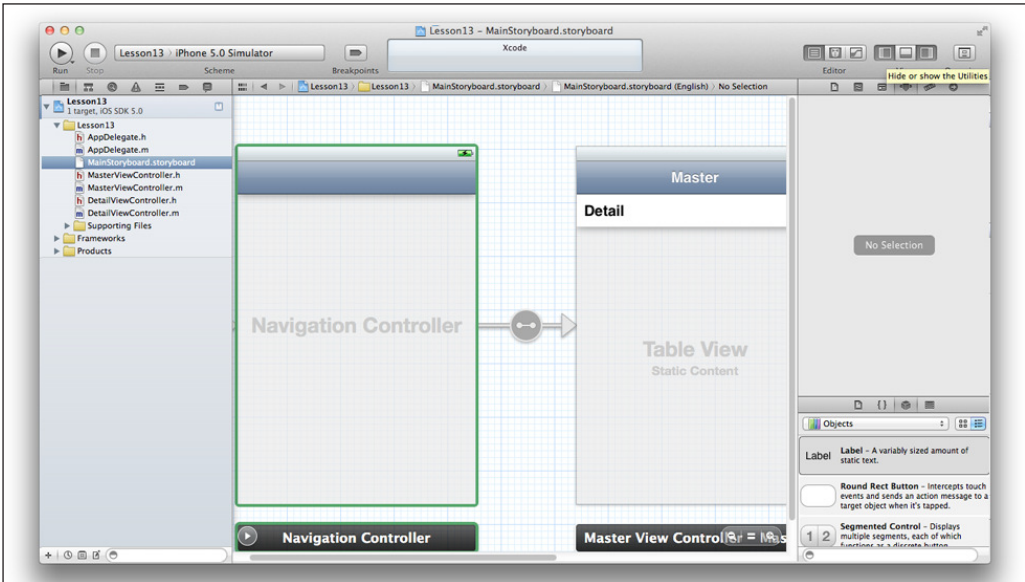 Lesson13 - MainStoryboard.storyboard
Lesson13 iPhone 5.0 Simulator
Xcode
Run Stop Scheme Breakpoints Editor
Hide or show the Utilities
Lesson13
1 target, iOS SDK 5.0
Lesson13 Lesson13 MainStoryboard.storyboard MainStoryboard.storyboard (English) No Selection
Lesson13
AppDelegate.h
AppDelegate.m
MainStoryboard.storyboard
MasterViewController.h
MasterViewController.m
DetailViewController.h
DetailViewController.m
Supporting Files
Frameworks
Products
Navigation Controller
Navigation Controller
Master
Detail
Table View
Static Content
Master View Controller
No Selection
Objects
Label
Label - A variably sized amount of
static text.
Round Rect Button - Intercepts touch
events and sends an action message to a
target object when it's tapped.
1 2
Segmented Control - Displays
multiple segments, each of which
functions as a discrete button